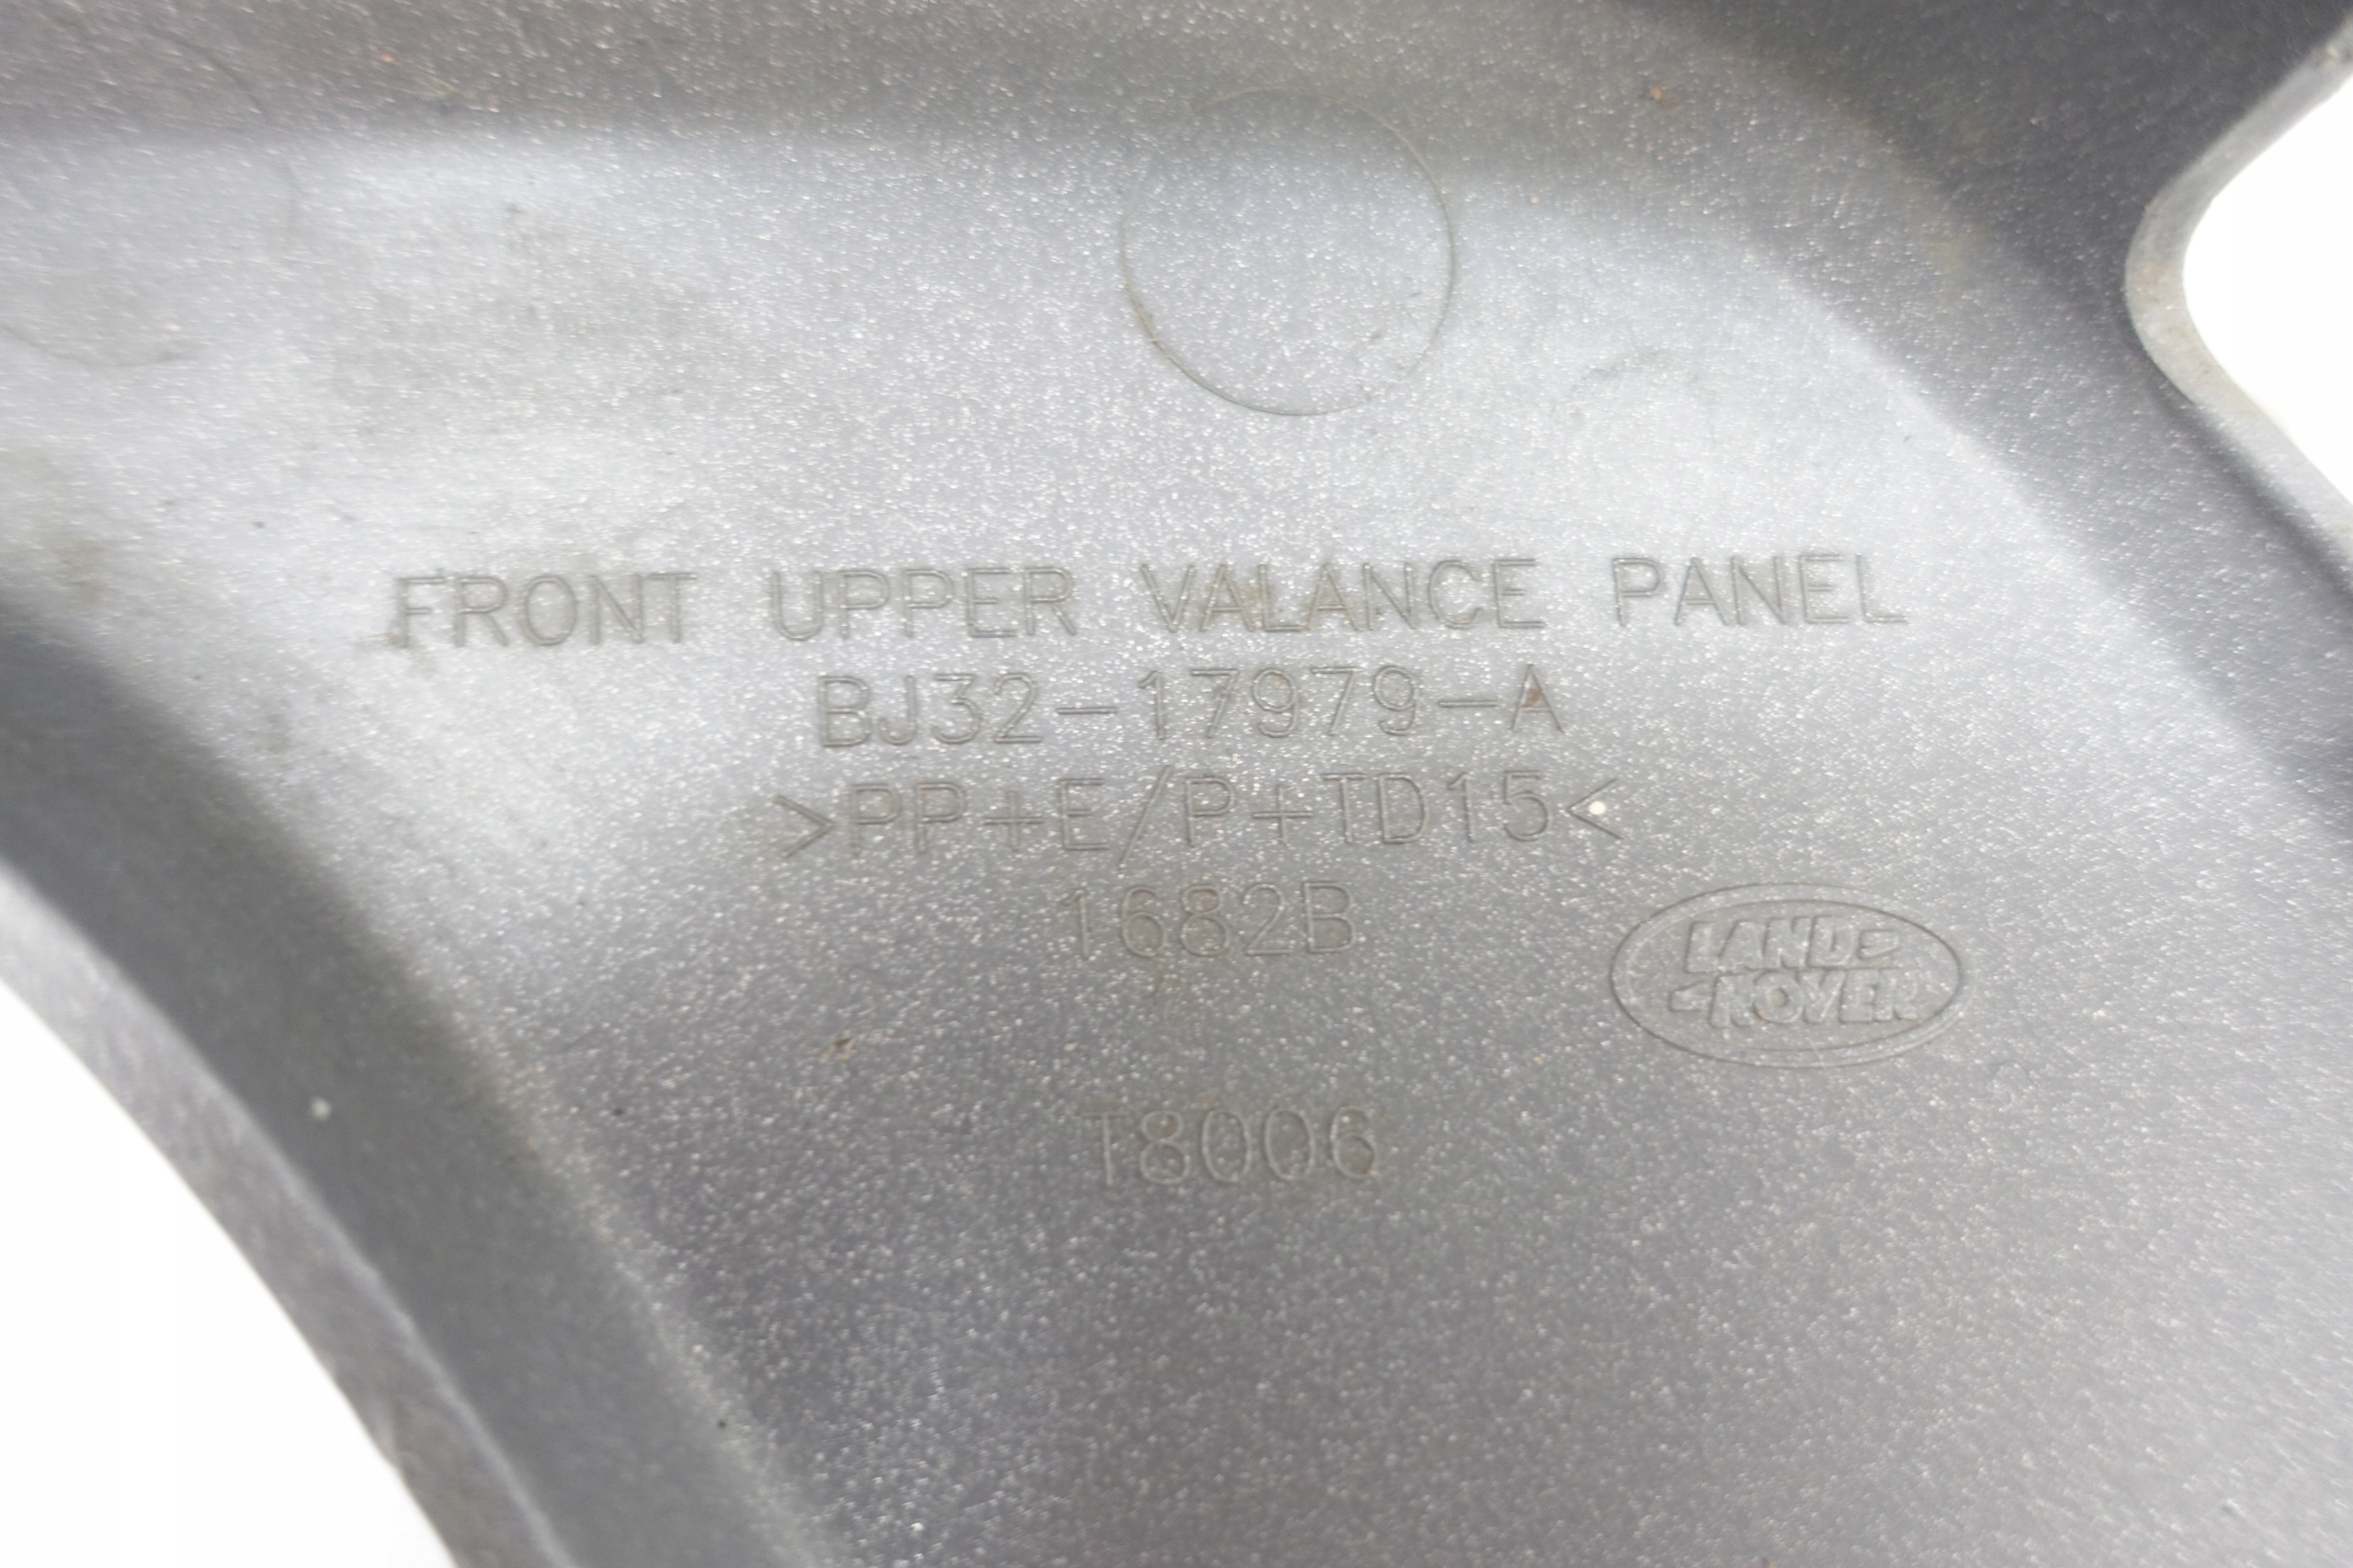 FRONT UPPER VALANCE PANEL
BJ32-17979-A
>PP+E/P+TD15<
1682B
LAND
ROVER
T8006